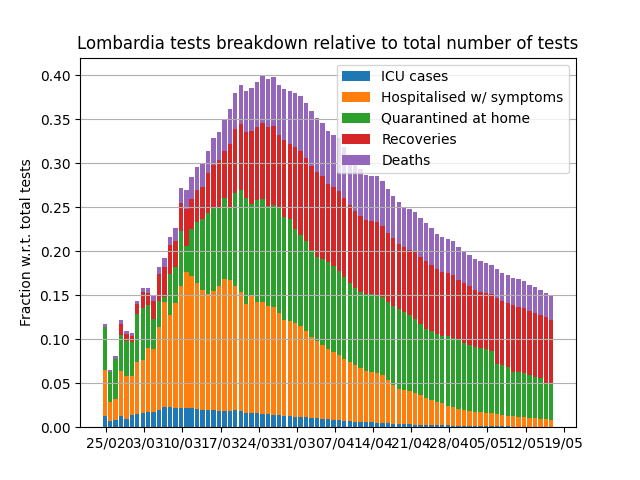 Lombardia tests breakdown relative to total number of tests
Fraction w.r.t. total tests
0.40
0.35
0.30
0.25
0.20
0.15
0.10
0.05
0.00
ICU cases
Hospitalised w/ symptoms
Quarantined at home
Recoveries
Deaths
25/02 03/03 10/03 17/03 24/03 31/03 07/04 14/04 21/04 28/04 05/05 12/05 19/05